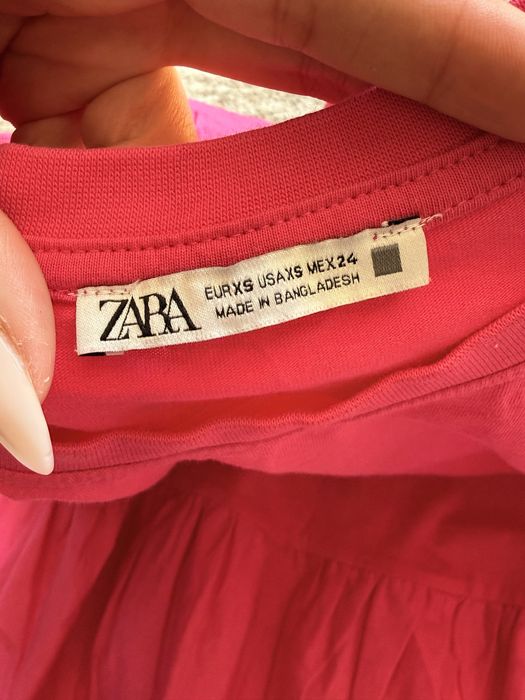 ZARA
EUR XS USA XS MEX 24
MADE IN BANGLADESH